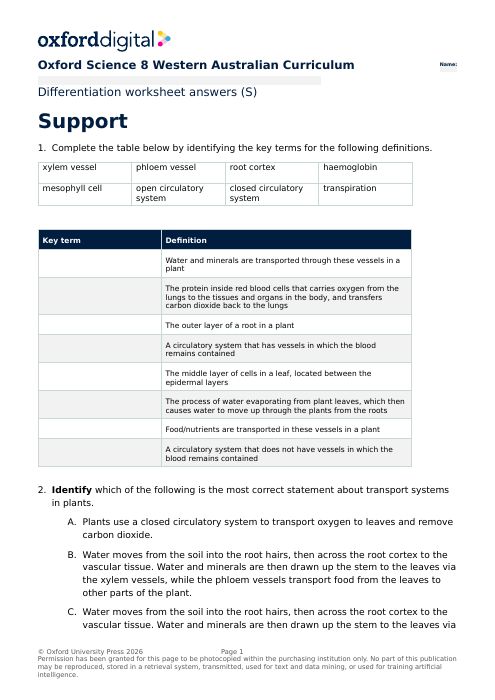 oxforddigital
Oxford Science 8 Western Australian Curriculum
Name:
Differentiation worksheet answers (S)
Support
1. Complete the table below by identifying the key terms for the following definitions.
xylem vessel phloem vessel root cortex haemoglobin
mesophyll cell open circulatory closed circulatory transpiration
system system
Key term Definition
Water and minerals are transported through these vessels in a
plant
The protein inside red blood cells that carries oxygen from the
lungs to the tissues and organs in the body, and transfers
carbon dioxide back to the lungs
The outer layer of a root in a plant
A circulatory system that has vessels in which the blood
remains contained
The middle layer of cells in a leaf, located between the
epidermal layers
The process of water evaporating from plant leaves, which then
causes water to move up through the plants from the roots
Food/nutrients are transported in these vessels in a plant
A circulatory system that does not have vessels in which the
blood remains contained
2. Identify which of the following is the most correct statement about transport systems
in plants.
A. Plants use a closed circulatory system to transport oxygen to leaves and remove
carbon dioxide.
B. Water moves from the soil into the root hairs, then across the root cortex to the
vascular tissue. Water and minerals are then drawn up the stem to the leaves via
the xylem vessels, while the phloem vessels transport food from the leaves to
other parts of the plant.
C. Water moves from the soil into the root hairs, then across the root cortex to the
vascular tissue. Water and minerals are then drawn up the stem to the leaves via
© Oxford University Press 2026 Page 1
Permission has been granted for this page to be photocopied within the purchasing institution only. No part of this publication
may be reproduced, stored in a retrieval system, transmitted, used for text and data mining, or used for training artificial
intelligence.